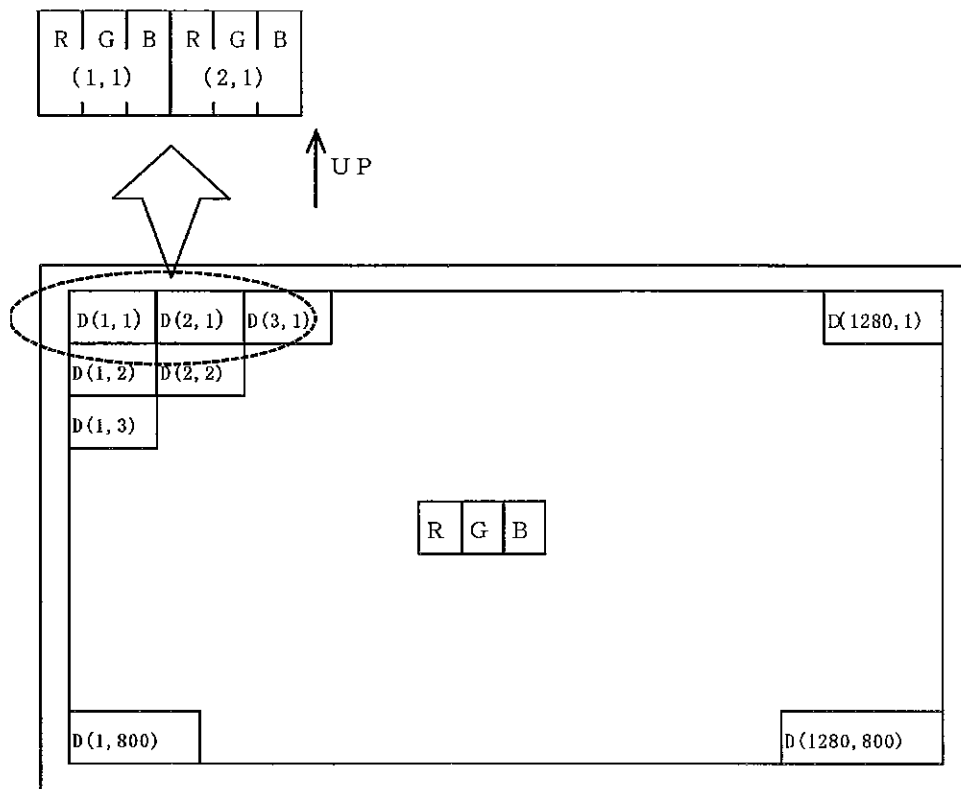 R G B R G B
(1,1) (2,1)
UP
D(1,1) D(2,1) D(3,1) D(1280,1)
D(1,2) D(2,2)
D(1,3)
R G B
D(1,800) D(1280,800)